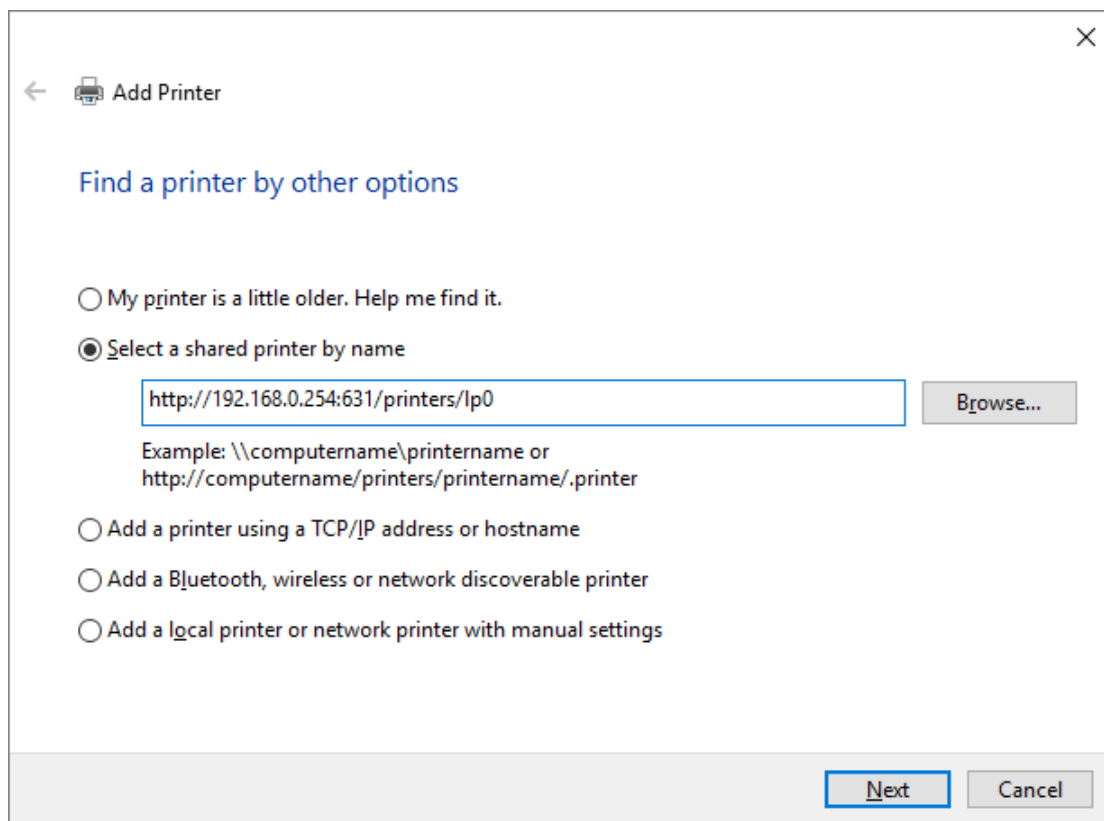 Add Printer
Find a printer by other options
My printer is a little older. Help me find it.
Select a shared printer by name
http://192.168.0.254:631/printers/lp0
Browse...
Example: \\computername\printername or
http://computername/printers/printername/.printer
Add a printer using a TCP/IP address or hostname
Add a Bluetooth, wireless or network discoverable printer
Add a local printer or network printer with manual settings
Next
Cancel